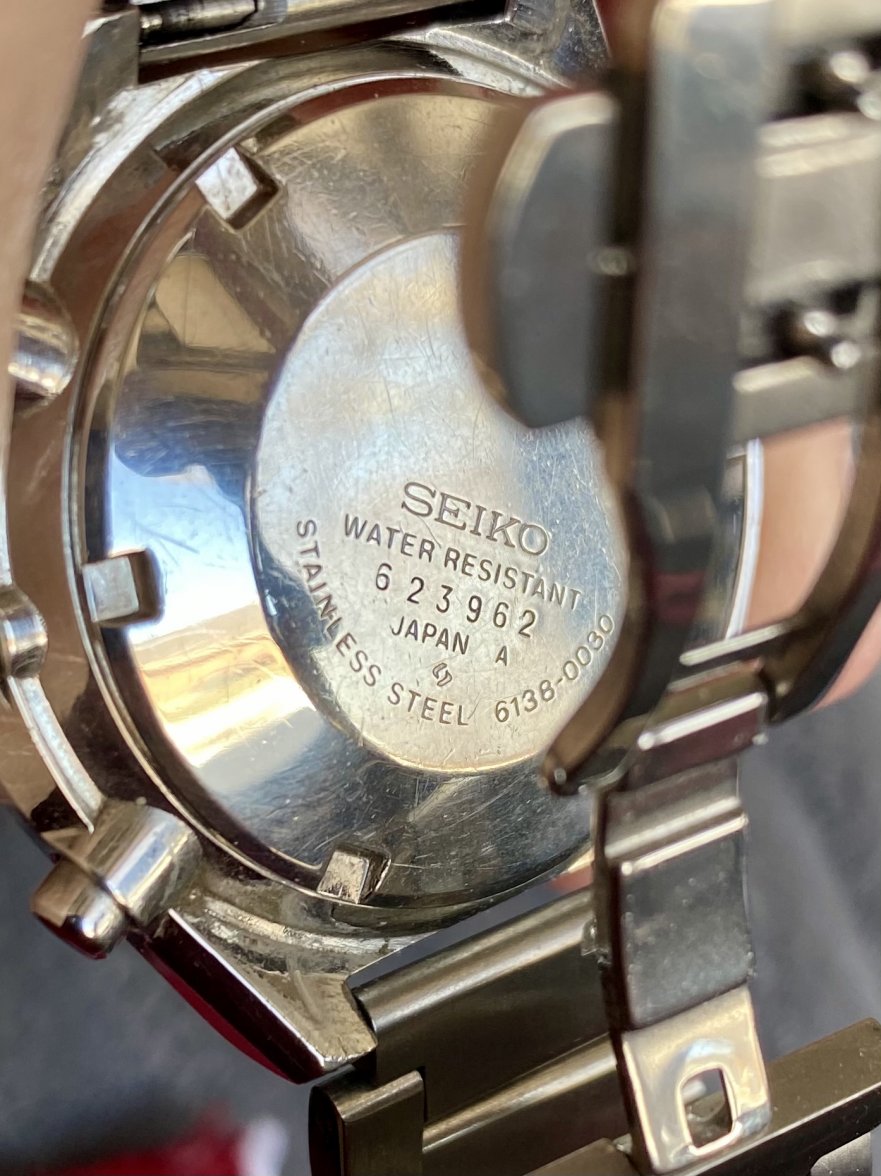 SEIKO
WATER RESISTANT
623962
JAPAN A
STAINLESS STEEL 6138-0030